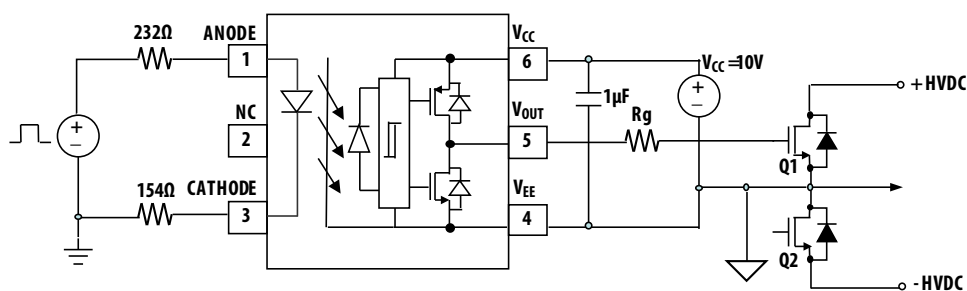 232Ω
ANODE
1
NC
2
154Ω
CATHODE
3
+
−
VCC
6
VOUT
5
VEE
4
1µF
Rg
+
−
VCC=10V
+HVDC
Q1
Q2
-HVDC